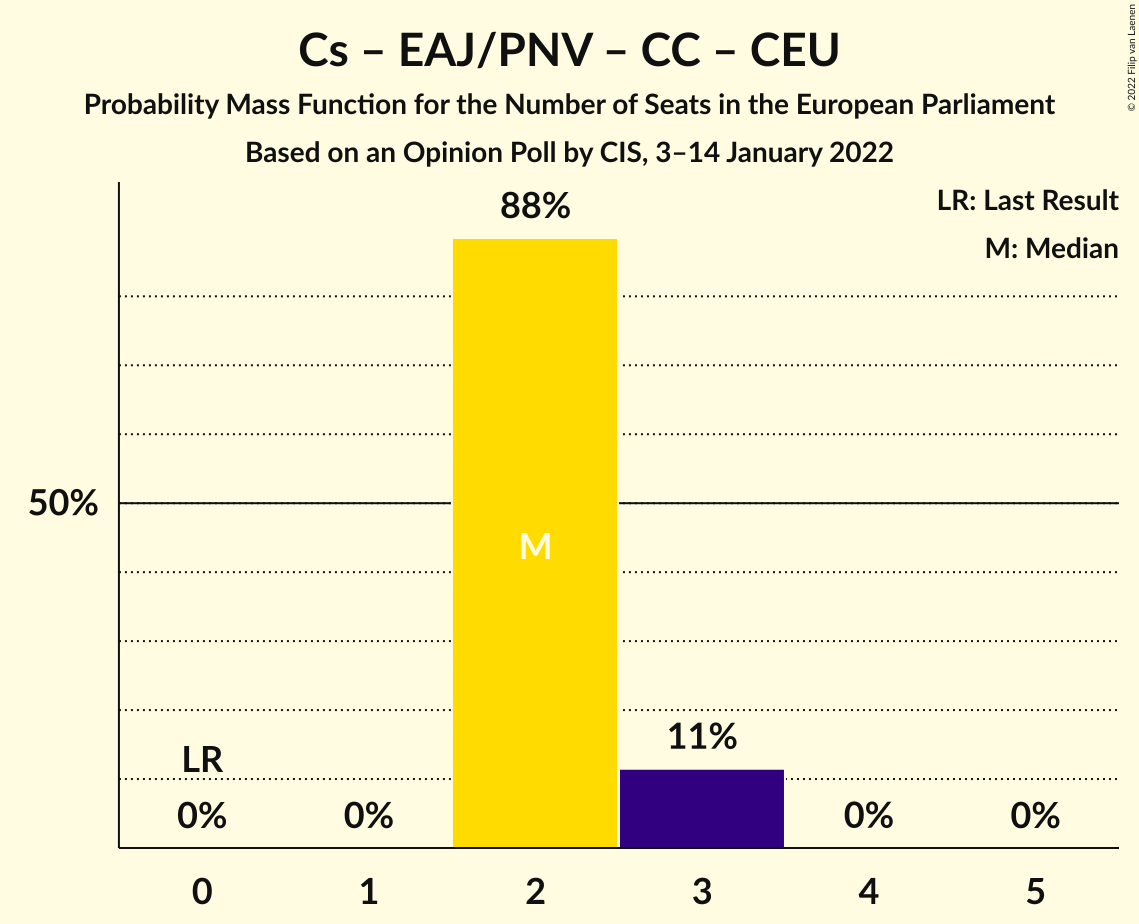 Cs – EAJ/PNV – CC – CEU
Probability Mass Function for the Number of Seats in the European Parliament
Based on an Opinion Poll by CIS, 3–14 January 2022
© 2022 Filip van Laenen
LR: Last Result
M: Median
88%
50%
M
11%
LR
0% 0% 0% 0%
0 1 2 3 4 5